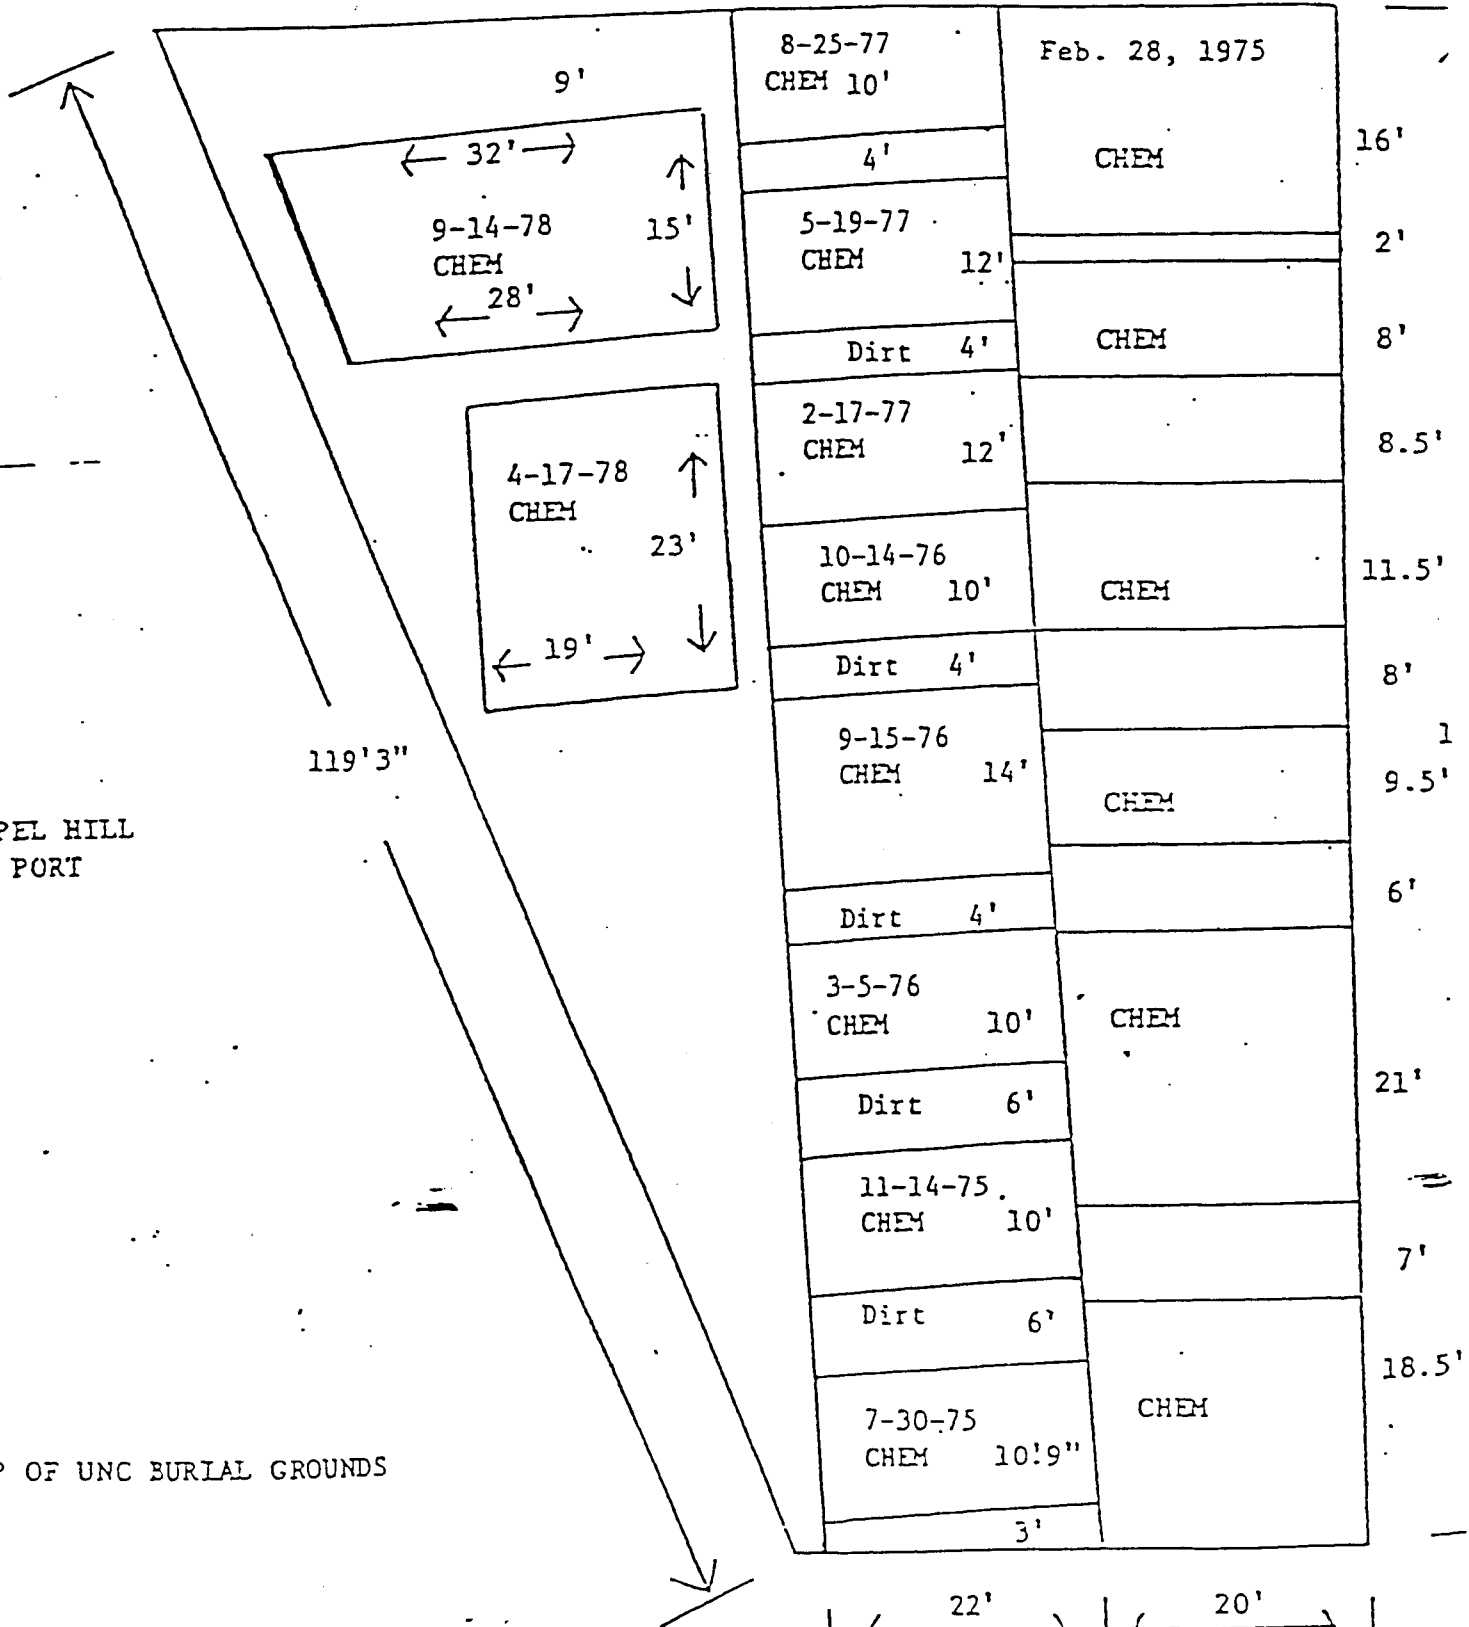 9'
32'
9-14-78
CHEM
15'
28'
4-17-78
CHEM
23'
19'
119'3"
PEL HILL
PORT
OF UNC BURIAL GROUNDS
8-25-77
CHEM 10'
4'
5-19-77
CHEM 12'
Dirt 4'
2-17-77
CHEM 12'
10-14-76
CHEM 10'
Dirt 4'
9-15-76
CHEM 14'
Dirt 4'
3-5-76
CHEM 10'
Dirt 6'
11-14-75
CHEM 10'
Dirt 6'
7-30-75
CHEM 10'9"
3'
Feb. 28, 1975
CHEM
16'
2'
CHEM
8'
8.5'
CHEM
11.5'
8'
1
CHEM
9.5'
6'
CHEM
21'
7'
CHEM
18.5'
22'
20'